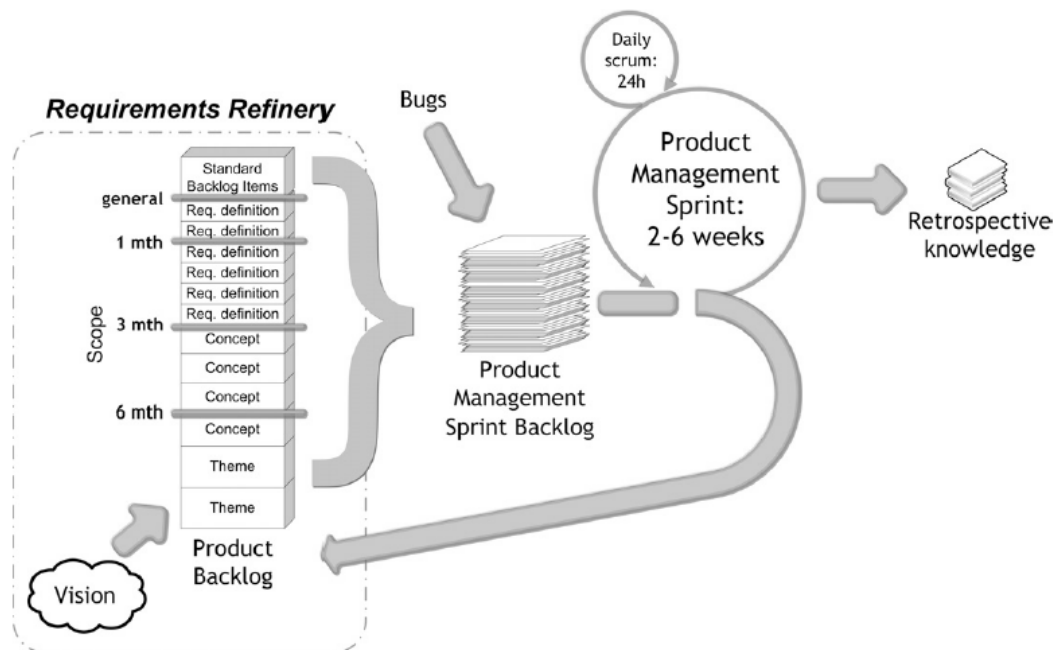 Requirements Refinery
Standard
Backlog Items
general
Req. definition
Req. definition
1 mth
Req. definition
Req. definition
Req. definition
Req. definition
3 mth
Concept
Concept
Concept
6 mth
Concept
Theme
Theme
Scope
Product
Backlog
Vision
Bugs
Product
Management
Sprint Backlog
Daily
scrum:
24h
Product
Management
Sprint:
2-6 weeks
Retrospective
knowledge